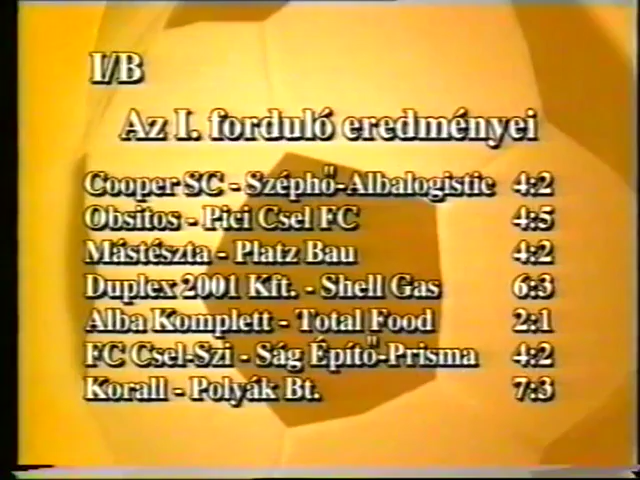 I/B
Az I. forduló eredményei
Cooper SC - Széphő-Albalogistic 4:2
Obsitos - Pici Csel FC 4:5
Mástészta - Platz Bau 4:2
Duplex 2001 Kft. - Shell Gas 6:3
Alba Komplett - Total Food 2:1
FC Csel-Szi - Ság Építő-Prisma 4:2
Korall - Polyák Bt. 7:3